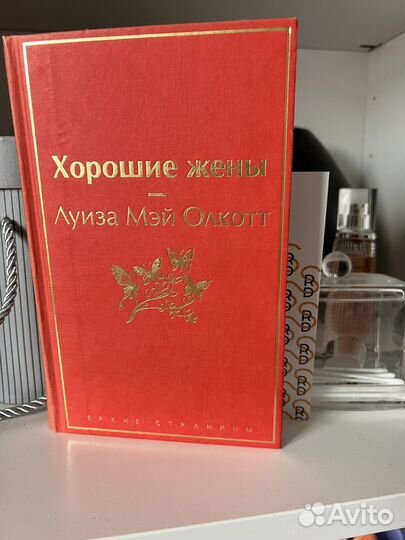 Хорошие жены
Луиза Мэй Олкотт
ЯРКИЕ СТРАНИЦЫ
Avito